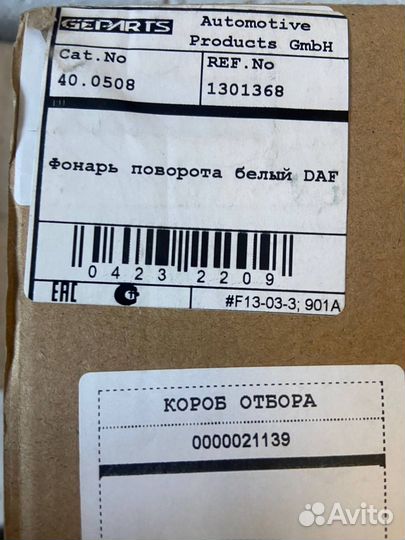 GEPARTS
Automotive
Products GmbH
Cat.No
40.0508
REF.No
1301368
Фонарь поворота белый DAF
0423 2209
ЕАС
#F13-03-3; 901A
КОРОБ ОТБОРА
0000021139
Avito